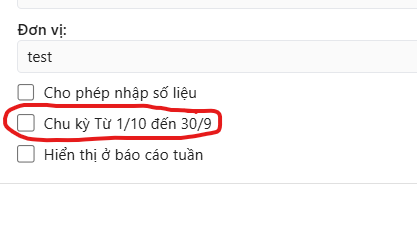 Đơn vị:
test
Cho phép nhập số liệu
Chu kỳ Từ 1/10 đến 30/9
Hiển thị ở báo cáo tuần